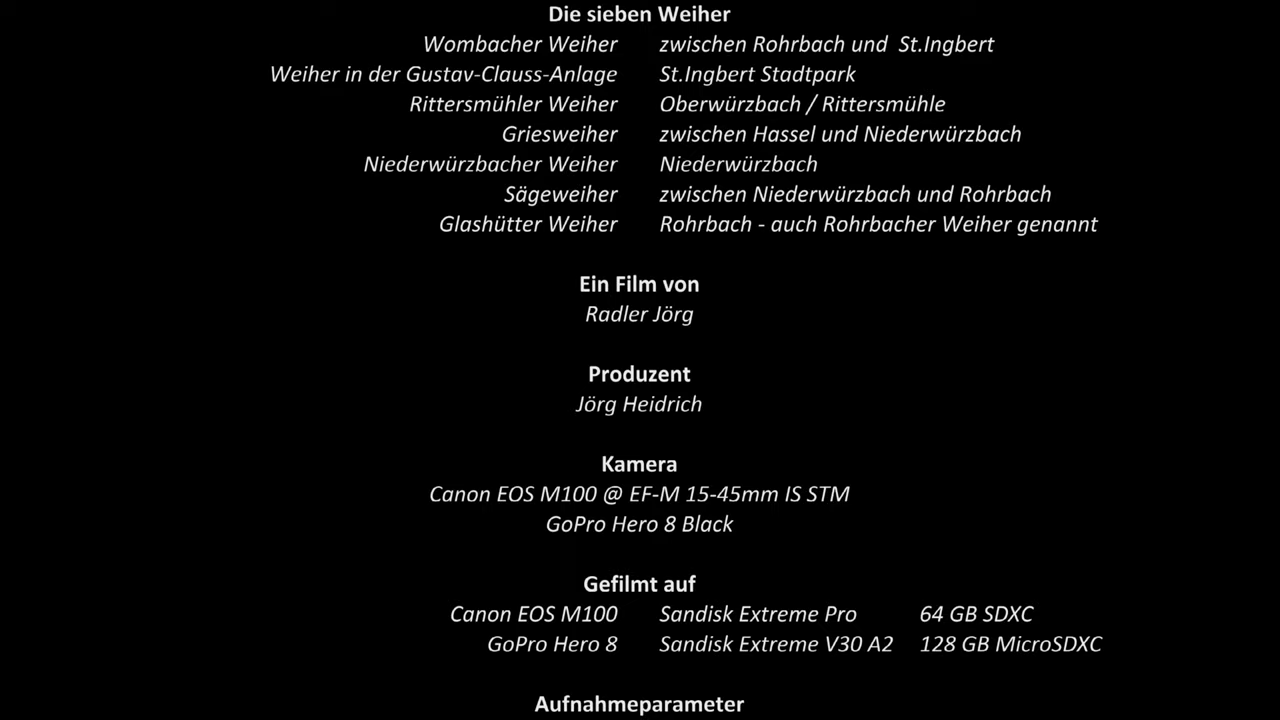 Die sieben Weiher
Wombacher Weiher zwischen Rohrbach und St.Ingbert
Weiher in der Gustav-Clauss-Anlage St.Ingbert Stadtpark
Rittersmühler Weiher Oberwürzbach / Rittersmühle
Griesweiher zwischen Hassel und Niederwürzbach
Niederwürzbacher Weiher Niederwürzbach
Sägeweiher zwischen Niederwürzbach und Rohrbach
Glashütter Weiher Rohrbach - auch Rohrbacher Weiher genannt
Ein Film von
Radler Jörg
Produzent
Jörg Heidrich
Kamera
Canon EOS M100 @ EF-M 15-45mm IS STM
GoPro Hero 8 Black
Gefilmt auf
Canon EOS M100 Sandisk Extreme Pro 64 GB SDXC
GoPro Hero 8 Sandisk Extreme V30 A2 128 GB MicroSDXC
Aufnahmeparameter